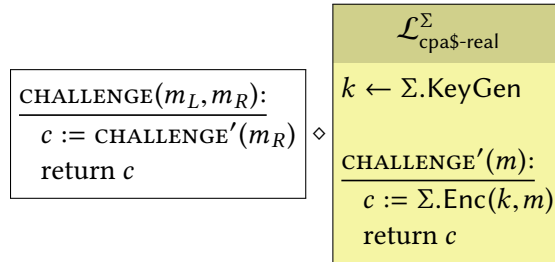 CHALLENGE(m_L, m_R):
c := CHALLENGE′(m_R)
return c
⋄
𝓛^Σ_cpa$-real
k ← Σ.KeyGen
CHALLENGE′(m):
c := Σ.Enc(k, m)
return c